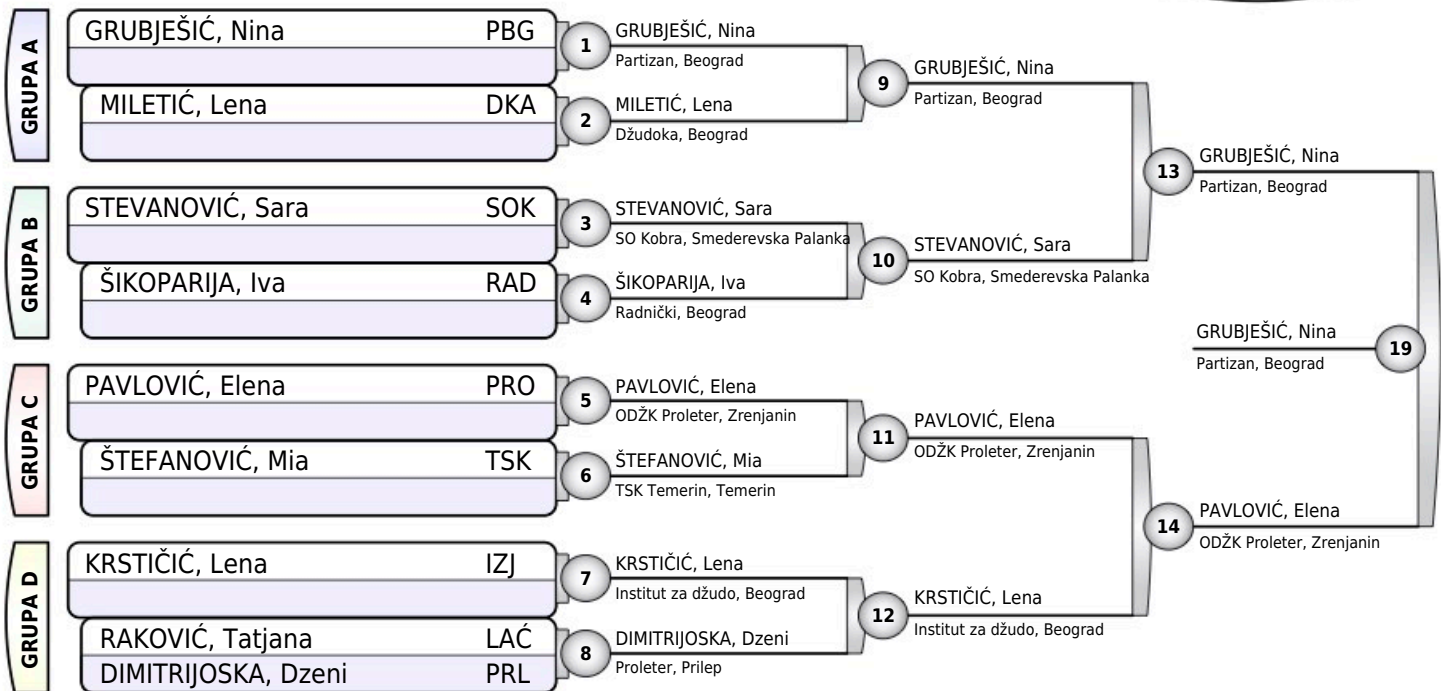 GRUPA A
GRUBJEŠIĆ, Nina PBG
MILETIĆ, Lena DKA
GRUPA B
STEVANOVIĆ, Sara SOK
ŠIKOPARIJA, Iva RAD
GRUPA C
PAVLOVIĆ, Elena PRO
ŠTEFANOVIĆ, Mia TSK
GRUPA D
KRSTIČIĆ, Lena IZJ
RAKOVIĆ, Tatjana LAĆ
DIMITRIJOSKA, Dzeni PRL
1
GRUBJEŠIĆ, Nina
Partizan, Beograd
2
MILETIĆ, Lena
Džudoka, Beograd
3
STEVANOVIĆ, Sara
SO Kobra, Smederevska Palanka
4
ŠIKOPARIJA, Iva
Radnički, Beograd
5
PAVLOVIĆ, Elena
ODŽK Proleter, Zrenjanin
6
ŠTEFANOVIĆ, Mia
TSK Temerin, Temerin
7
KRSTIČIĆ, Lena
Institut za džudo, Beograd
8
DIMITRIJOSKA, Dzeni
Proleter, Prilep
9
GRUBJEŠIĆ, Nina
Partizan, Beograd
10
STEVANOVIĆ, Sara
SO Kobra, Smederevska Palanka
11
PAVLOVIĆ, Elena
ODŽK Proleter, Zrenjanin
12
KRSTIČIĆ, Lena
Institut za džudo, Beograd
13
GRUBJEŠIĆ, Nina
Partizan, Beograd
14
PAVLOVIĆ, Elena
ODŽK Proleter, Zrenjanin
GRUBJEŠIĆ, Nina
Partizan, Beograd
19